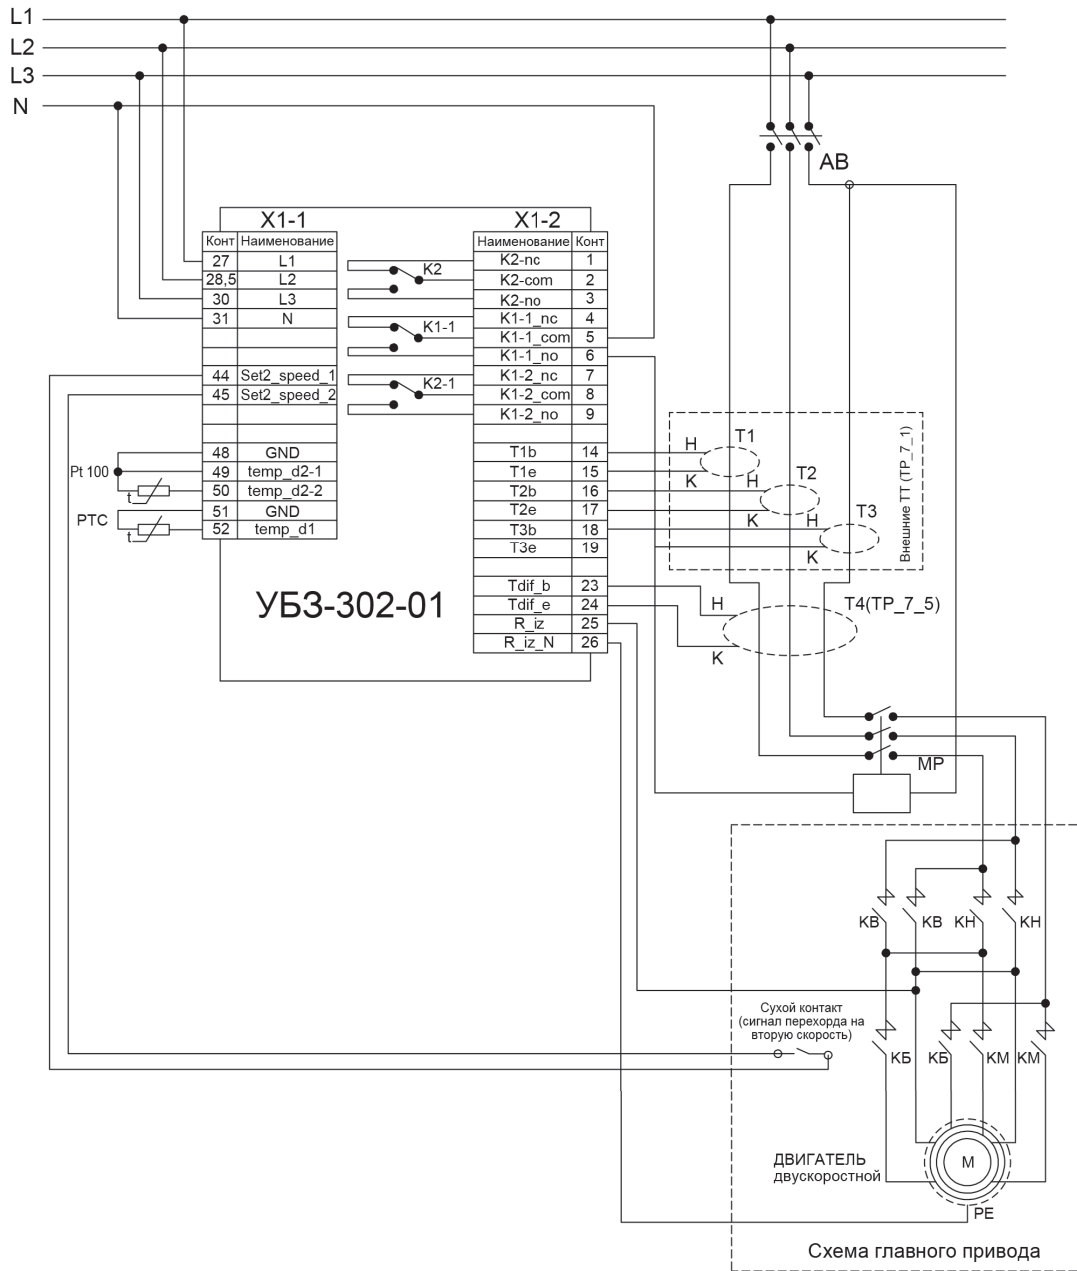 L1
L2
L3
N
AB
X1-1
X1-2
Конт Наименование
27 L1
28,5 L2
30 L3
31 N
44 Set2_speed_1
45 Set2_speed_2
48 GND
49 temp_d2-1
50 temp_d2-2
51 GND
52 temp_d1
Pt 100
t
РТС
t
K2
K1-1
K2-1
Наименование Конт
K2-nc 1
K2-com 2
K2-no 3
K1-1_nc 4
K1-1_com 5
K1-1_no 6
K1-2_nc 7
K1-2_com 8
K1-2_no 9
T1b 14
T1e 15
T2b 16
T2e 17
T3b 18
T3e 19
Tdif_b 23
Tdif_e 24
R_iz 25
R_iz_N 26
УБЗ-302-01
H T1
K
H T2
K
H T3
K
Внешние ТТ (TP_7_1)
H T4(TP_7_5)
K
MP
КВ КВ КН КН
Сухой контакт
(сигнал перехорда на
вторую скорость)
КБ КБ КМ КМ
ДВИГАТЕЛЬ
двускоростной
М
PE
Схема главного привода